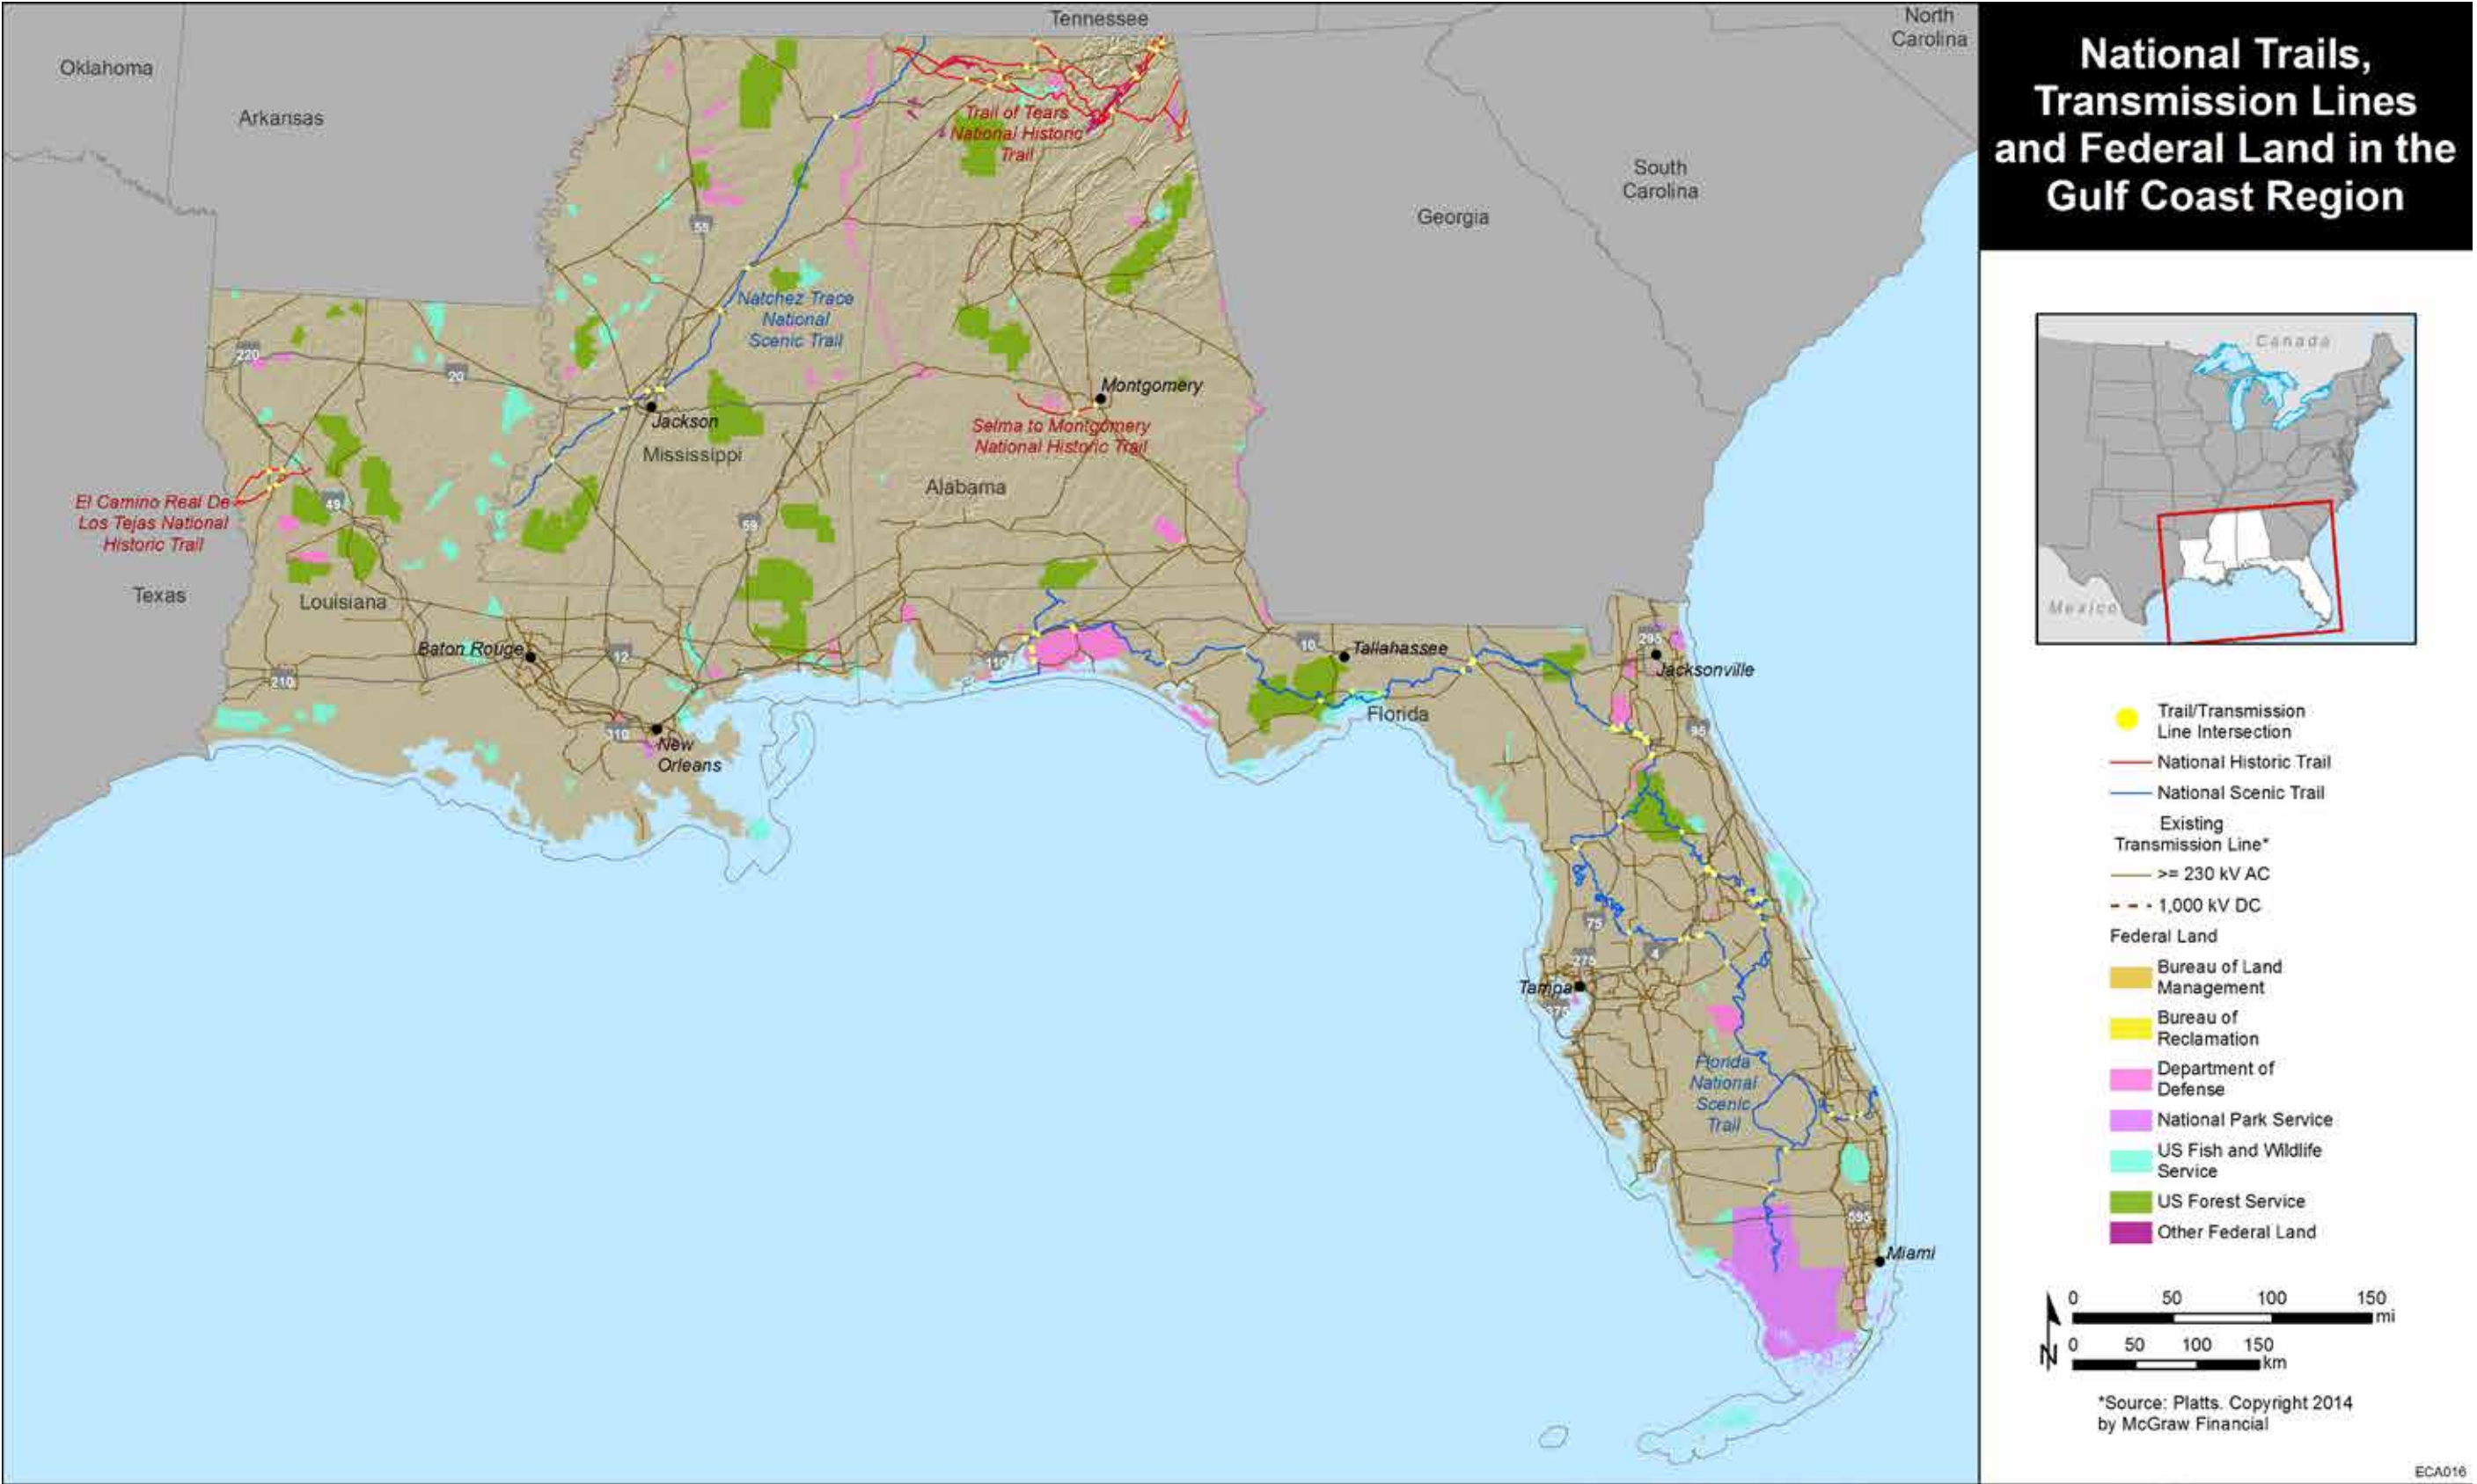 National Trails,
Transmission Lines
and Federal Land in the
Gulf Coast Region
Tennessee
North
Carolina
Oklahoma
Arkansas
South
Carolina
Georgia
Trail of Tears
National Historic
Trail
55
Natchez Trace
National
Scenic Trail
220
20
Montgomery
Jackson
Selma to Montgomery
National Historic Trail
Mississippi
Alabama
El Camino Real De
Los Tejas National
Historic Trail
49
59
Texas
Louisiana
Baton Rouge
12
210
310
New
Orleans
110
10
Tallahassee
295
Jacksonville
Florida
95
75
4
275
Tampa
375
Florida
National
Scenic
Trail
595
Miami
Canada
Mexico
Trail/Transmission
Line Intersection
National Historic Trail
National Scenic Trail
Existing
Transmission Line*
>= 230 kV AC
1,000 kV DC
Federal Land
Bureau of Land
Management
Bureau of
Reclamation
Department of
Defense
National Park Service
US Fish and Wildlife
Service
US Forest Service
Other Federal Land
0 50 100 150
mi
0 50 100 150
km
N
*Source: Platts. Copyright 2014
by McGraw Financial
ECA016